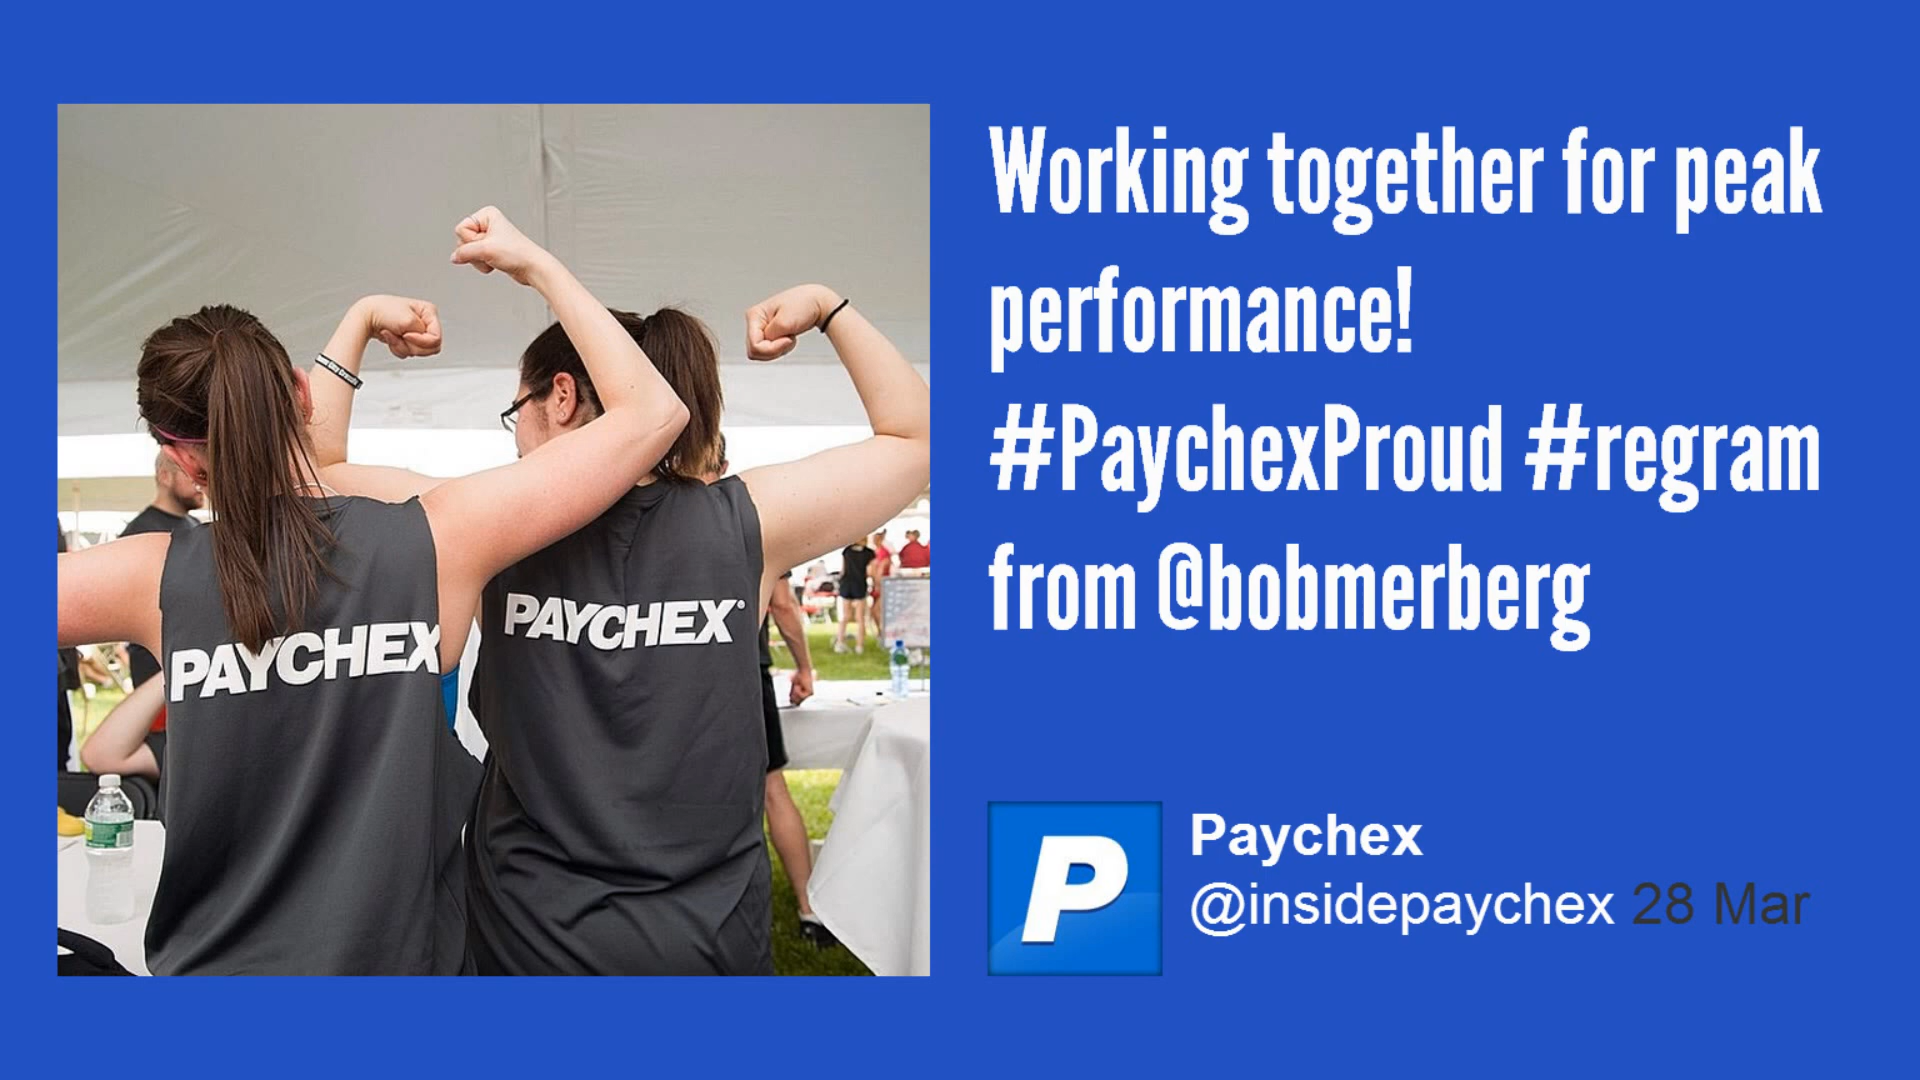 Working together for peak
performance!
#PaychexProud #regram
from @bobmerberg
PAYCHEX
PAYCHEX®
P
Paychex
@insidepaychex 28 Mar